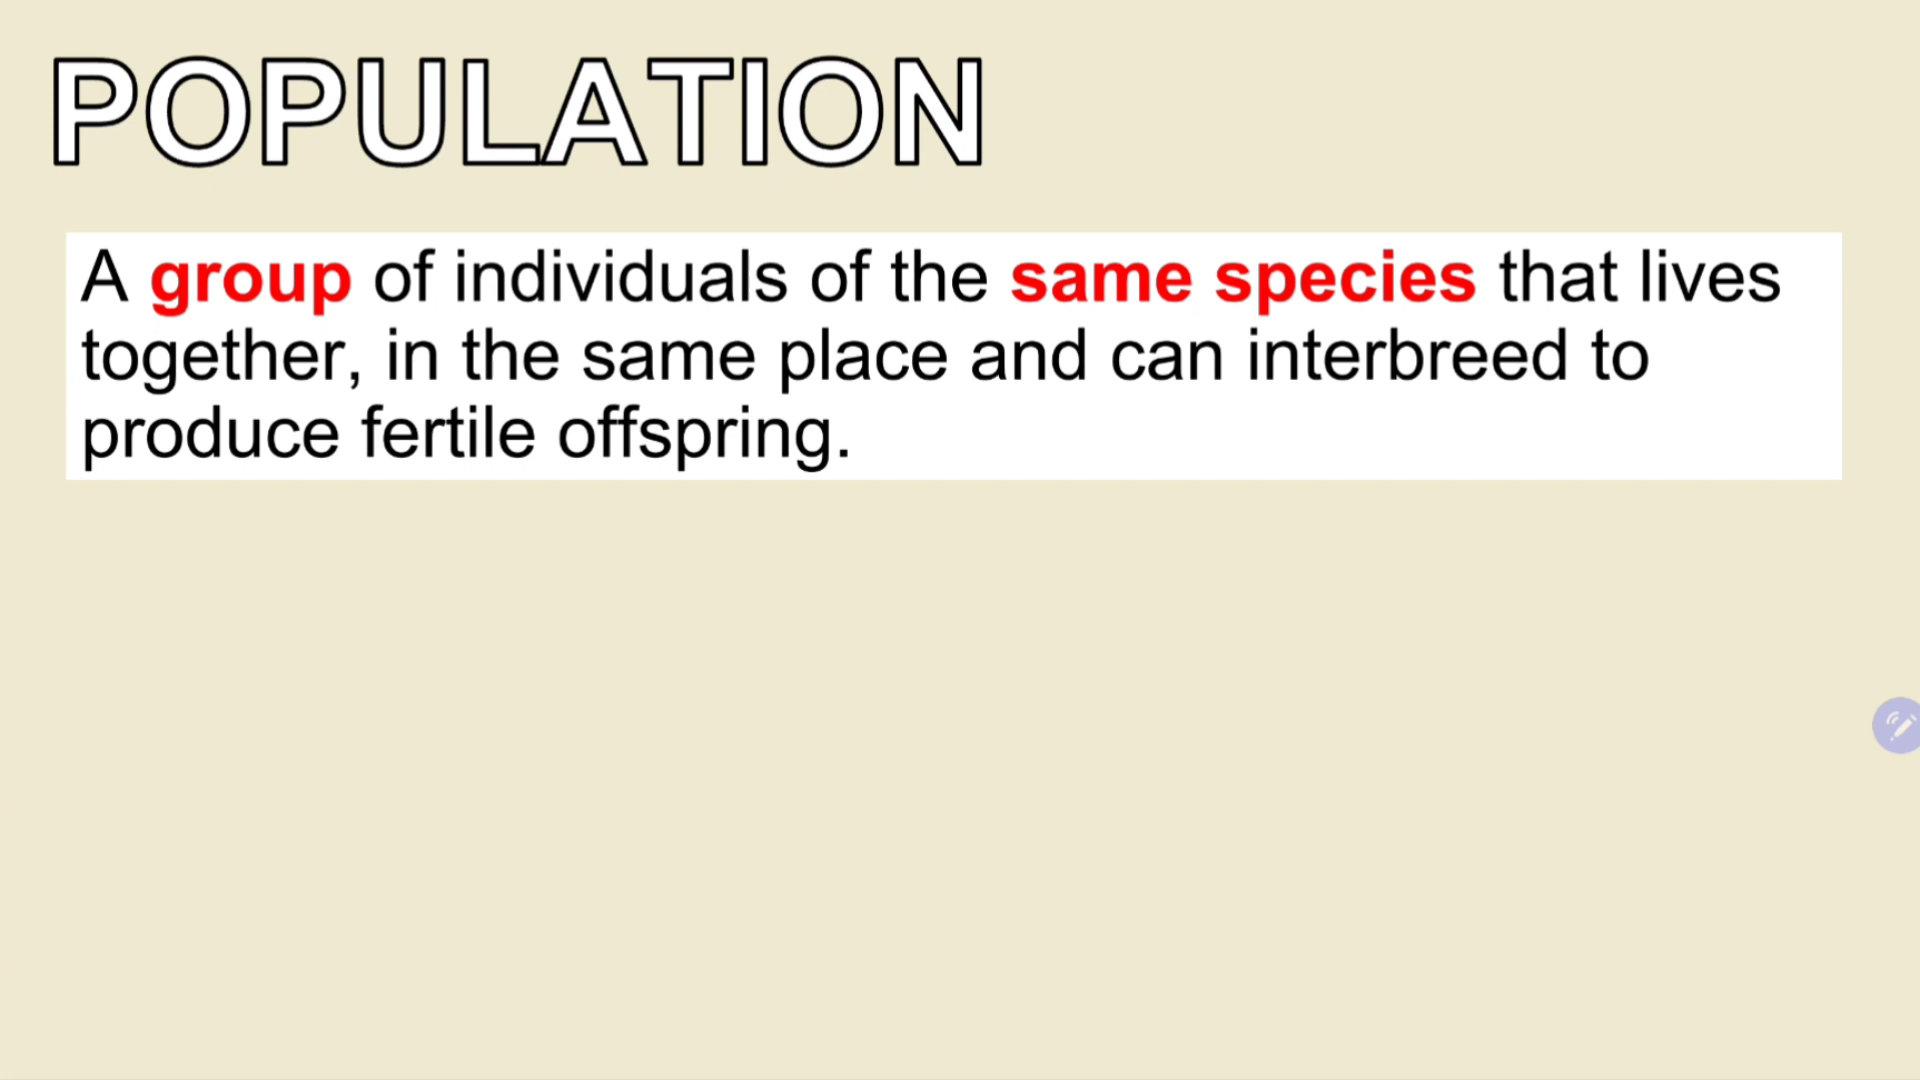 POPULATION
A group of individuals of the same species that lives
together, in the same place and can interbreed to
produce fertile offspring.